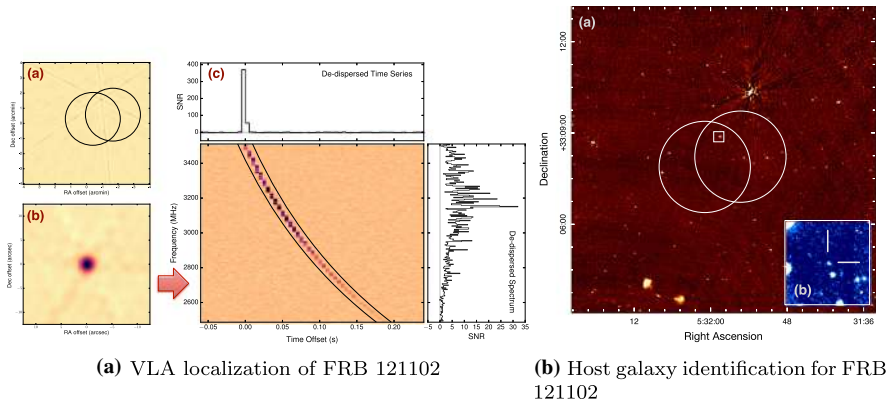 (a)
Dec offset (arcmin)
RA offset (arcmin)
(b)
Dec offset (arcsec)
RA offset (arcsec)
(c)
De-dispersed Time Series
SNR
400
300
200
100
0
Frequency (MHz)
3400
3200
3000
2800
2600
−0.05 0.00 0.05 0.10 0.15 0.20
Time Offset (s)
De-dispersed Spectrum
−5 0 5 10 15 20 25 30 35
SNR
(a) VLA localization of FRB 121102
(a)
Declination
12:00
+33:09:00
06:00
(b)
12 5:32:00 48 31:36
Right Ascension
(b) Host galaxy identification for FRB
121102